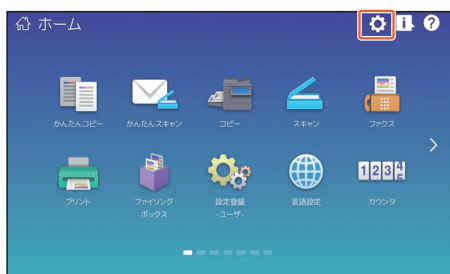 ホーム
i ?
かんたんコピー
かんたんスキャン
コピー
スキャン
ファクス
プリント
ファイリング
ボックス
設定登録
-ユーザ-
言語設定
1234
5
カウンタ